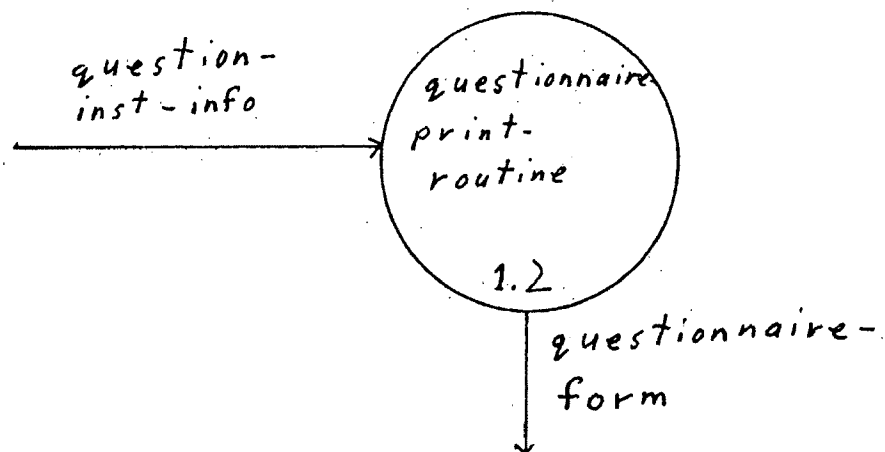 question-
inst-info
questionnaire-
print-
routine
1.2
questionnaire-
form